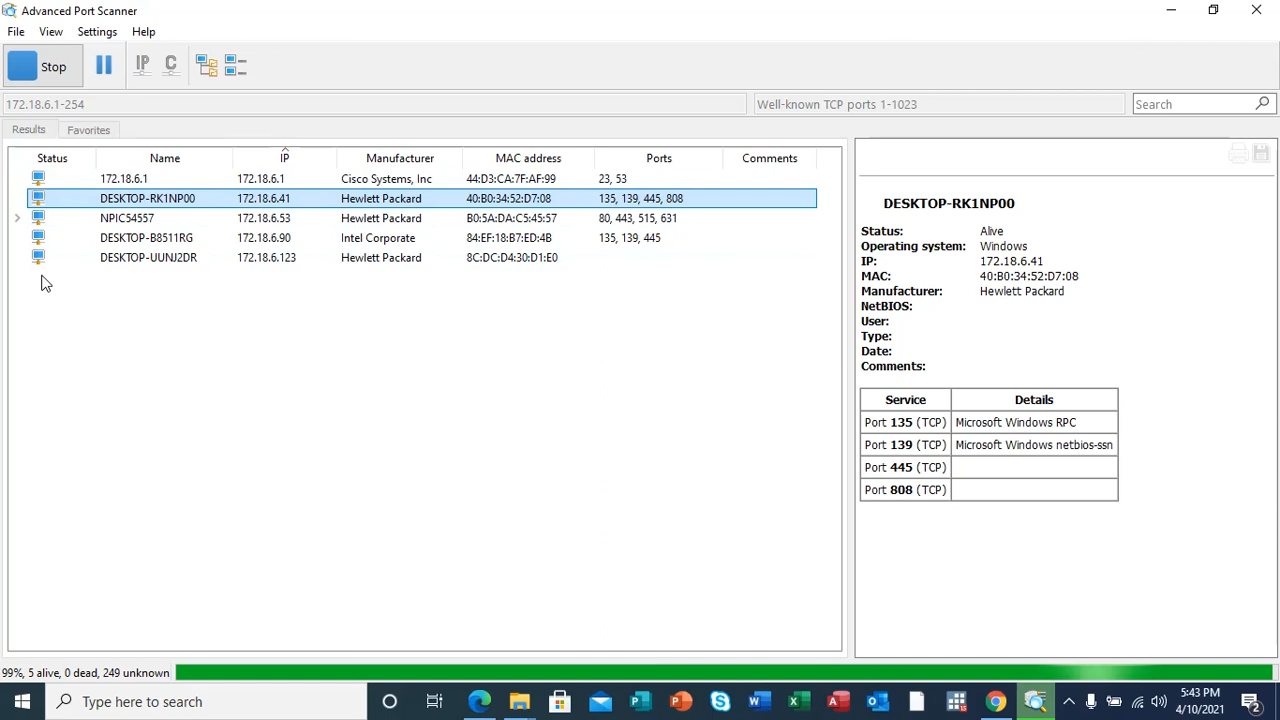 Advanced Port Scanner
File View Settings Help
Stop IP C
172.18.6.1-254 Well-known TCP ports 1-1023 Search
Results Favorites
Status Name IP Manufacturer MAC address Ports Comments
172.18.6.1 172.18.6.1 Cisco Systems, Inc 44:D3:CA:7F:AF:99 23, 53
DESKTOP-RK1NP00 172.18.6.41 Hewlett Packard 40:B0:34:52:D7:08 135, 139, 445, 808
NPIC54557 172.18.6.53 Hewlett Packard B0:5A:DA:C5:45:57 80, 443, 515, 631
DESKTOP-B8511RG 172.18.6.90 Intel Corporate 84:EF:18:B7:ED:4B 135, 139, 445
DESKTOP-UUNJ2DR 172.18.6.123 Hewlett Packard 8C:DC:D4:30:D1:E0
DESKTOP-RK1NP00
Status: Alive
Operating system: Windows
IP: 172.18.6.41
MAC: 40:B0:34:52:D7:08
Manufacturer: Hewlett Packard
NetBIOS:
User:
Type:
Date:
Comments:
Service Details
Port 135 (TCP) Microsoft Windows RPC
Port 139 (TCP) Microsoft Windows netbios-ssn
Port 445 (TCP)
Port 808 (TCP)
99%, 5 alive, 0 dead, 249 unknown
Type here to search
5:43 PM
4/10/2021
2